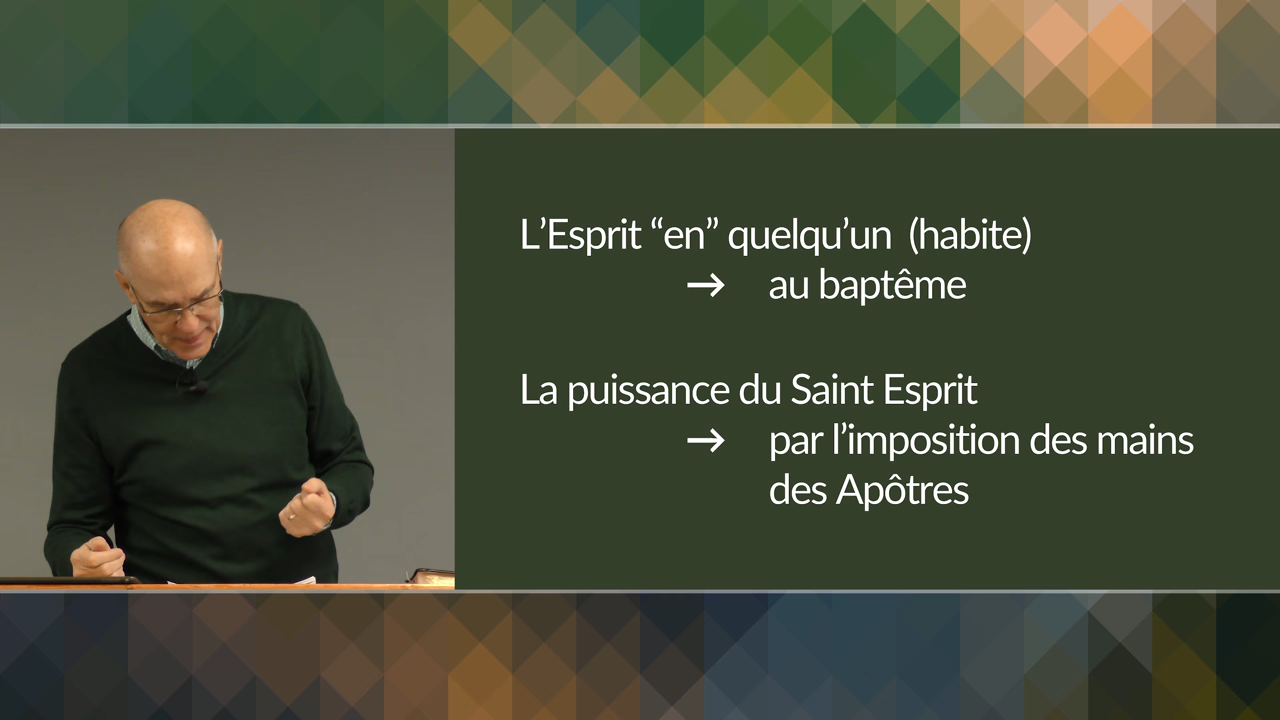 L’Esprit “en” quelqu’un (habite)
→ au baptême
La puissance du Saint Esprit
→ par l’imposition des mains
des Apôtres